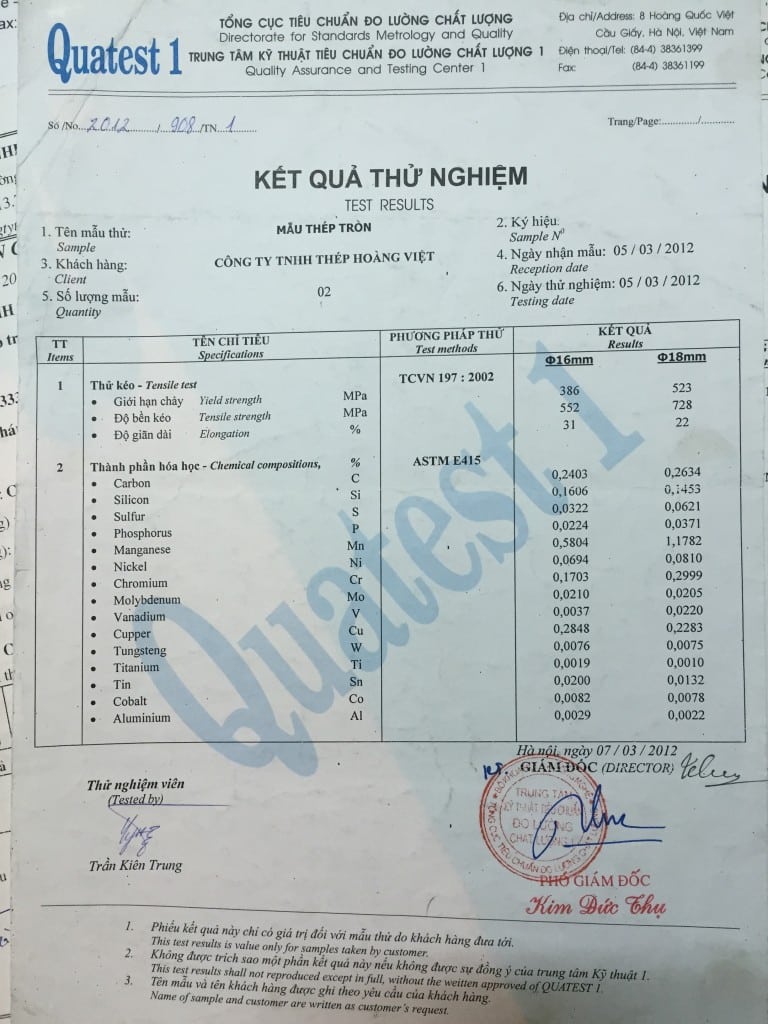 Quatest 1
TỔNG CỤC TIÊU CHUẨN ĐO LƯỜNG CHẤT LƯỢNG
Directorate for Standards Metrology and Quality
TRUNG TÂM KỸ THUẬT TIÊU CHUẨN ĐO LƯỜNG CHẤT LƯỢNG 1
Quality Assurance and Testing Center 1
Địa chỉ/Address: 8 Hoàng Quốc Việt
Cầu Giấy, Hà Nội, Việt Nam
Điện thoại/Tel: (84-4) 38361399
Fax: (84-4) 38361199
Số /No...2012........./..908../TN..1.......
Trang/Page:............./............
KẾT QUẢ THỬ NGHIỆM
TEST RESULTS
1. Tên mẫu thử: MẪU THÉP TRÒN
Sample
2. Ký hiệu:
Sample N⁰
3. Khách hàng: CÔNG TY TNHH THÉP HOÀNG VIỆT
Client
4. Ngày nhận mẫu: 05 / 03 / 2012
Reception date
5. Số lượng mẫu: 02
Quantity
6. Ngày thử nghiệm: 05 / 03 / 2012
Testing date
TT TÊN CHỈ TIÊU PHƯƠNG PHÁP THỬ KẾT QUẢ
Items Specifications Test methods Results
Φ16mm Φ18mm
1 Thử kéo - Tensile test TCVN 197 : 2002
• Giới hạn chảy Yield strength MPa 386 523
• Độ bền kéo Tensile strength MPa 552 728
• Độ giãn dài Elongation % 31 22
2 Thành phần hóa học - Chemical compositions, % ASTM E415
• Carbon C 0,2403 0,2634
• Silicon Si 0,1606 0,1453
• Sulfur S 0,0322 0,0621
• Phosphorus P 0,0224 0,0371
• Manganese Mn 0,5804 1,1782
• Nickel Ni 0,0694 0,0810
• Chromium Cr 0,1703 0,2999
• Molybdenum Mo 0,0210 0,0205
• Vanadium V 0,0037 0,0220
• Cupper Cu 0,2848 0,2283
• Tungsteng W 0,0076 0,0075
• Titanium Ti 0,0019 0,0010
• Tin Sn 0,0200 0,0132
• Cobalt Co 0,0082 0,0078
• Aluminium Al 0,0029 0,0022
Quatest 1
Hà nội, ngày 07 / 03 / 2012
KT. GIÁM ĐỐC (DIRECTOR)
Thử nghiệm viên
(Tested by)
Trần Kiên Trung
TRUNG TÂM
KỸ THUẬT TIÊU CHUẨN
ĐO LƯỜNG
CHẤT LƯỢNG 1
PHÓ GIÁM ĐỐC
Kim Đức Thụ
1. Phiếu kết quả này chỉ có giá trị đối với mẫu thử do khách hàng đưa tới.
This test results is value only for samples taken by customer.
2. Không được trích sao một phần kết quả này nếu không được sự đồng ý của trung tâm Kỹ thuật 1.
This test results shall not reproduced except in full, without the weitten approved of QUATEST 1.
3. Tên mẫu và tên khách hàng được ghi theo yêu cầu của khách hàng.
Name of sample and customer are written as customer's request.